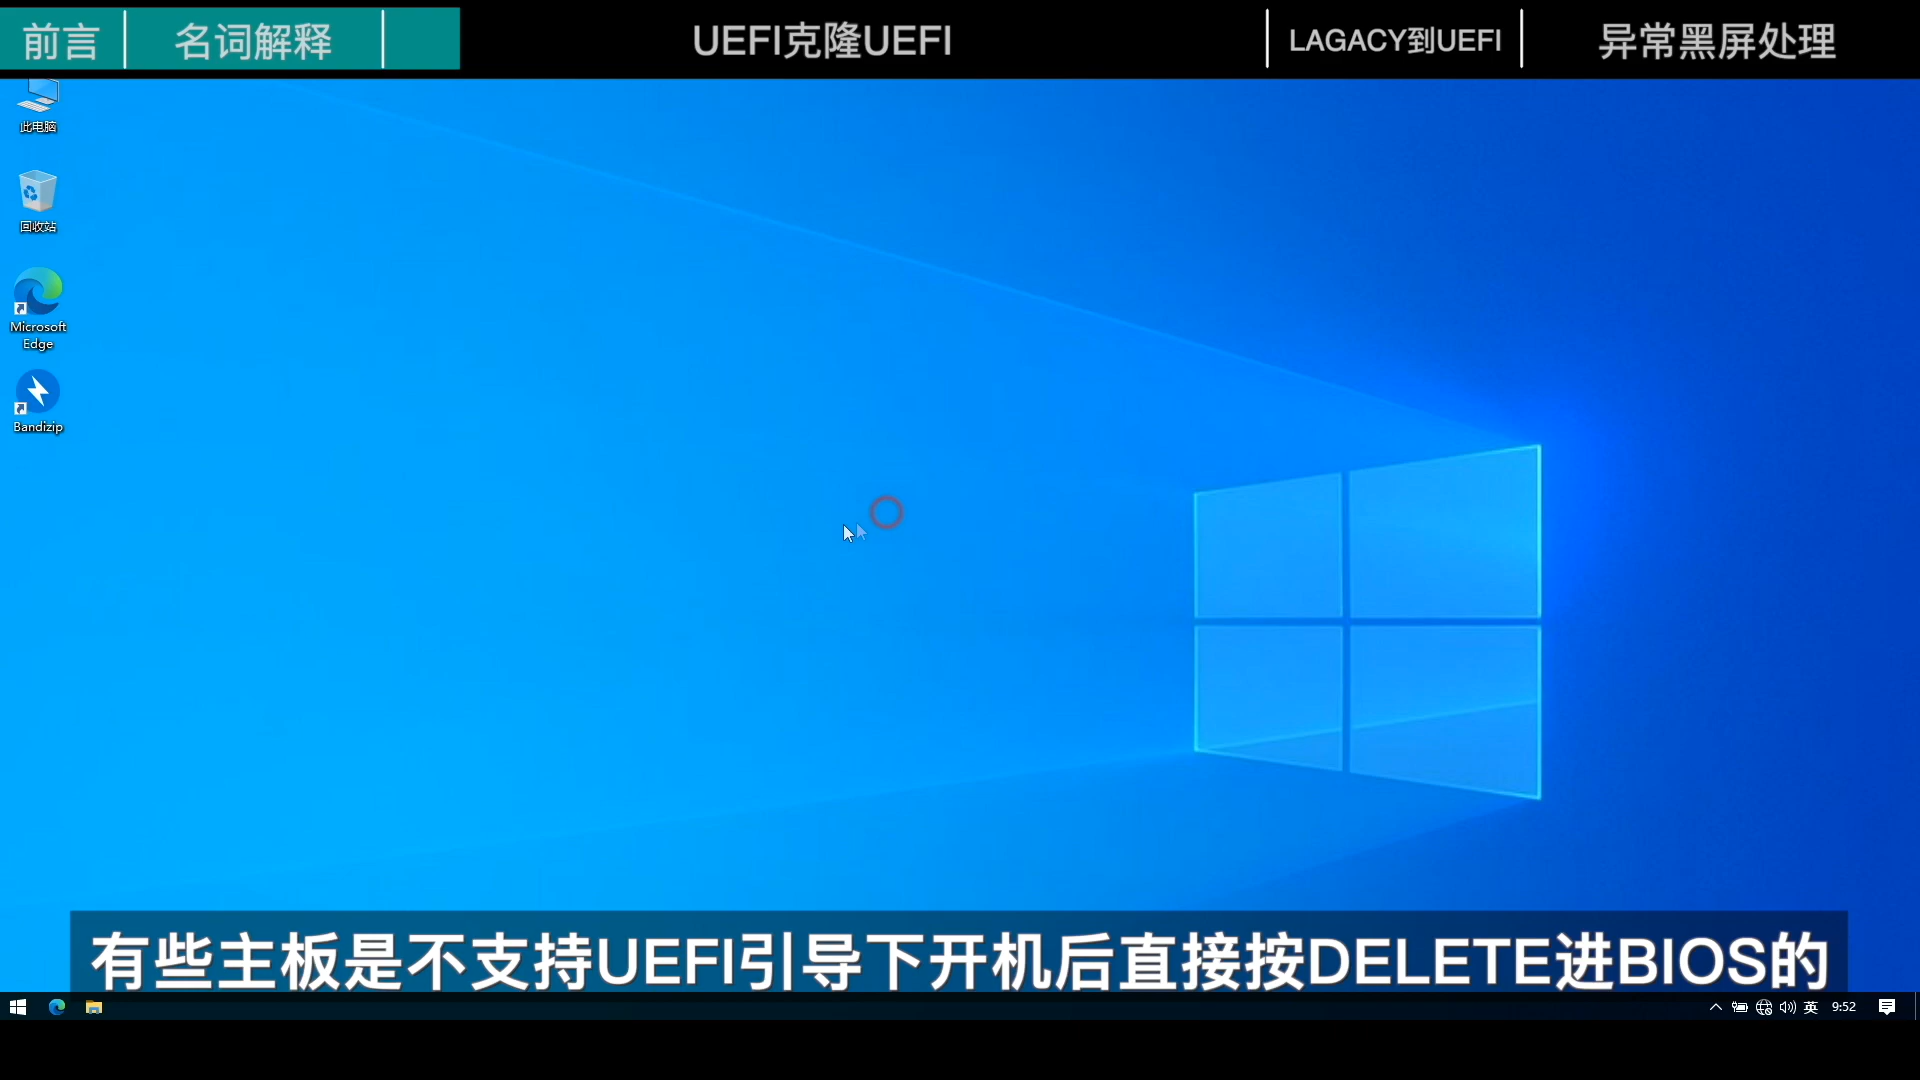 前言
名词解释
UEFI克隆UEFI
LAGACY到UEFI
异常黑屏处理
此电脑
回收站
Microsoft
Edge
Bandizip
有些主板是不支持UEFI引导下开机后直接按DELETE进BIOS的
英
9:52